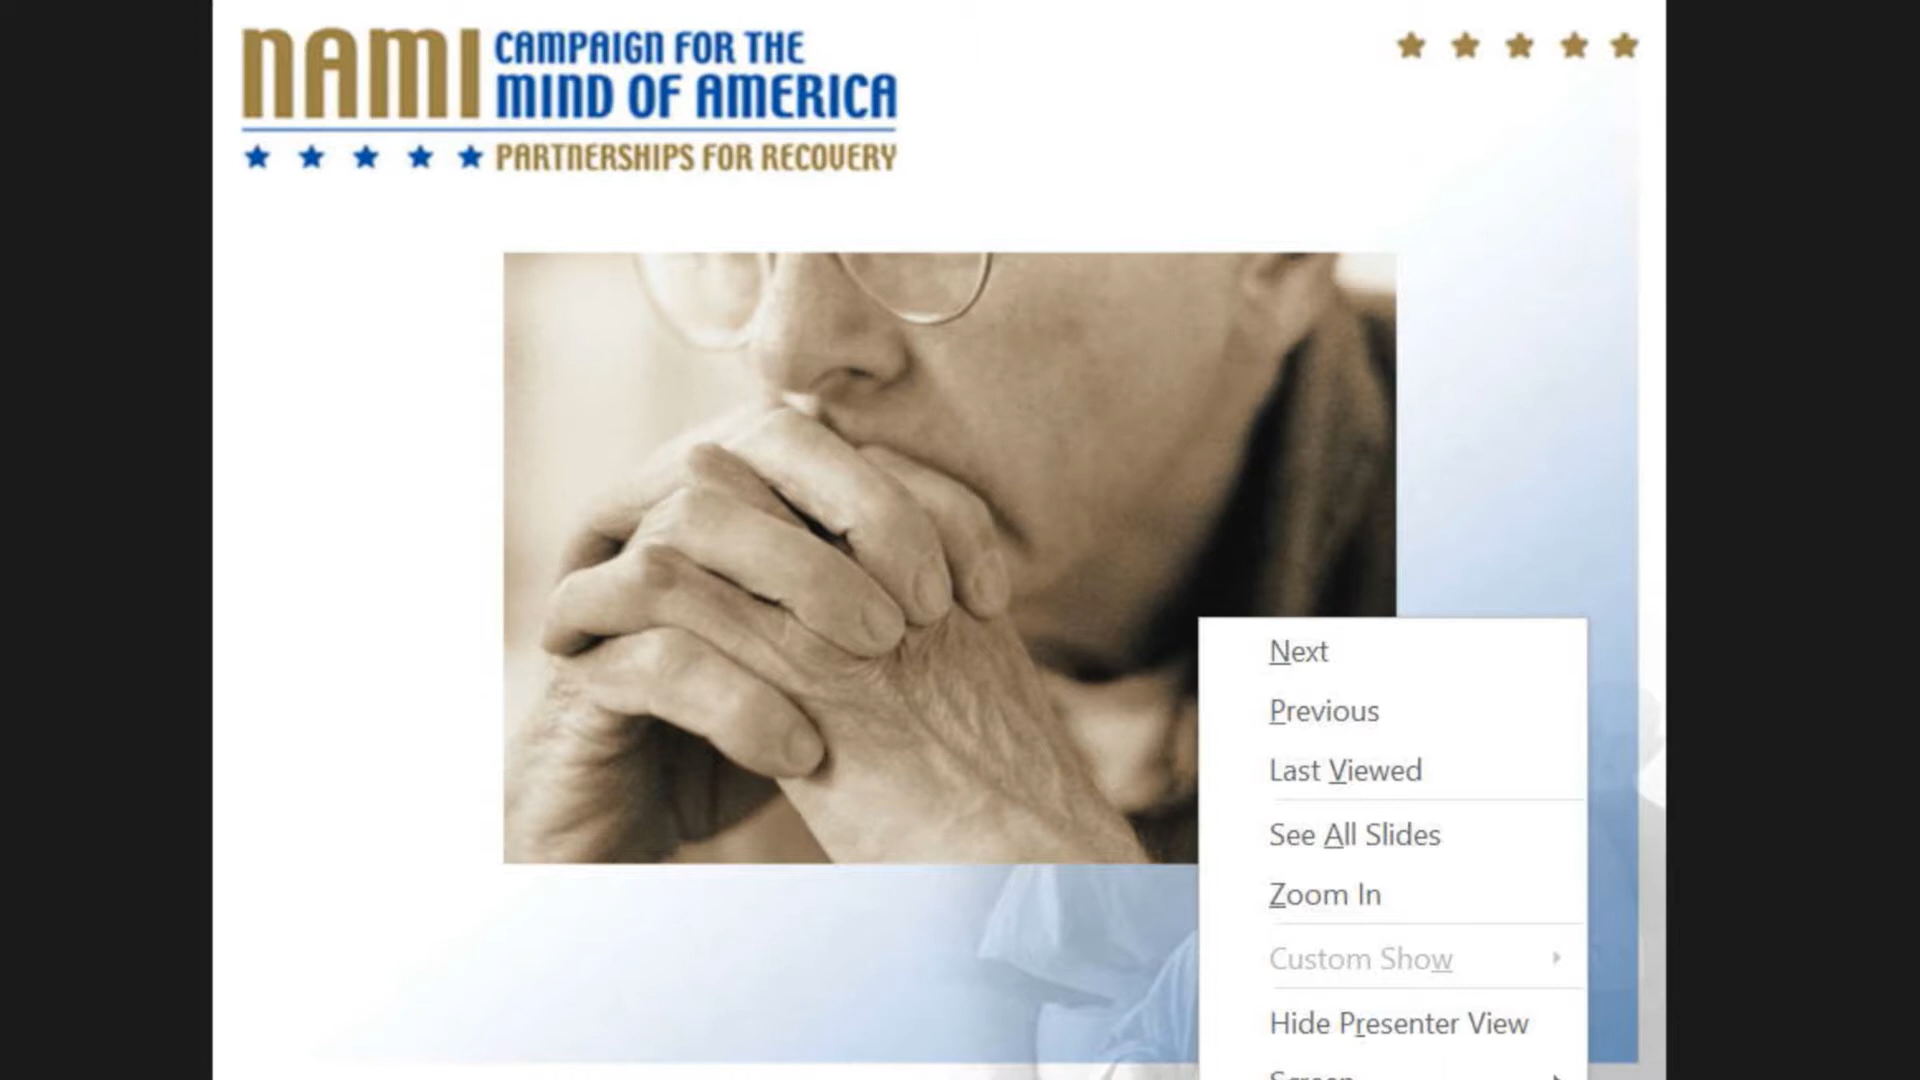 NAMI
CAMPAIGN FOR THE
MIND OF AMERICA
PARTNERSHIPS FOR RECOVERY
Next
Previous
Last Viewed
See All Slides
Zoom In
Custom Show
Hide Presenter View